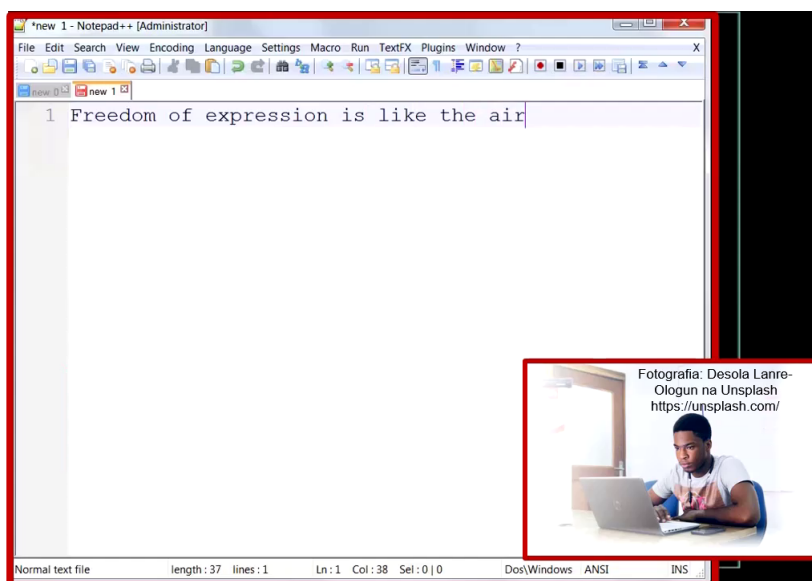 *new 1 - Notepad++ [Administrator]
X
File Edit Search View Encoding Language Settings Macro Run TextFX Plugins Window ? X
new 0 new 1
1 Freedom of expression is like the air
Fotografia: Desola Lanre-
Ologun na Unsplash
https://unsplash.com/
Normal text file length : 37 lines : 1 Ln : 1 Col : 38 Sel : 0 | 0 Dos\Windows ANSI INS